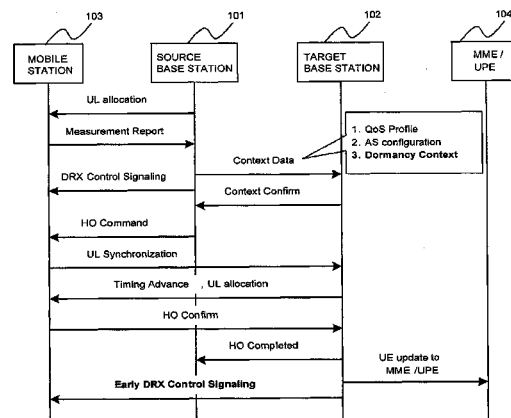 103
101
102
104
MOBILE
STATION
SOURCE
BASE STATION
TARGET
BASE STATION
MME /
UPE
UL allocation
Measurement Report
1. QoS Profile
2. AS configuration
3. Dormancy Context
Context Data
DRX Control Signaling
Context Confirm
HO Command
UL Synchronization
Timing Advance , UL allocation
HO Confirm
HO Completed
UE update to
MME /UPE
Early DRX Control Signaling